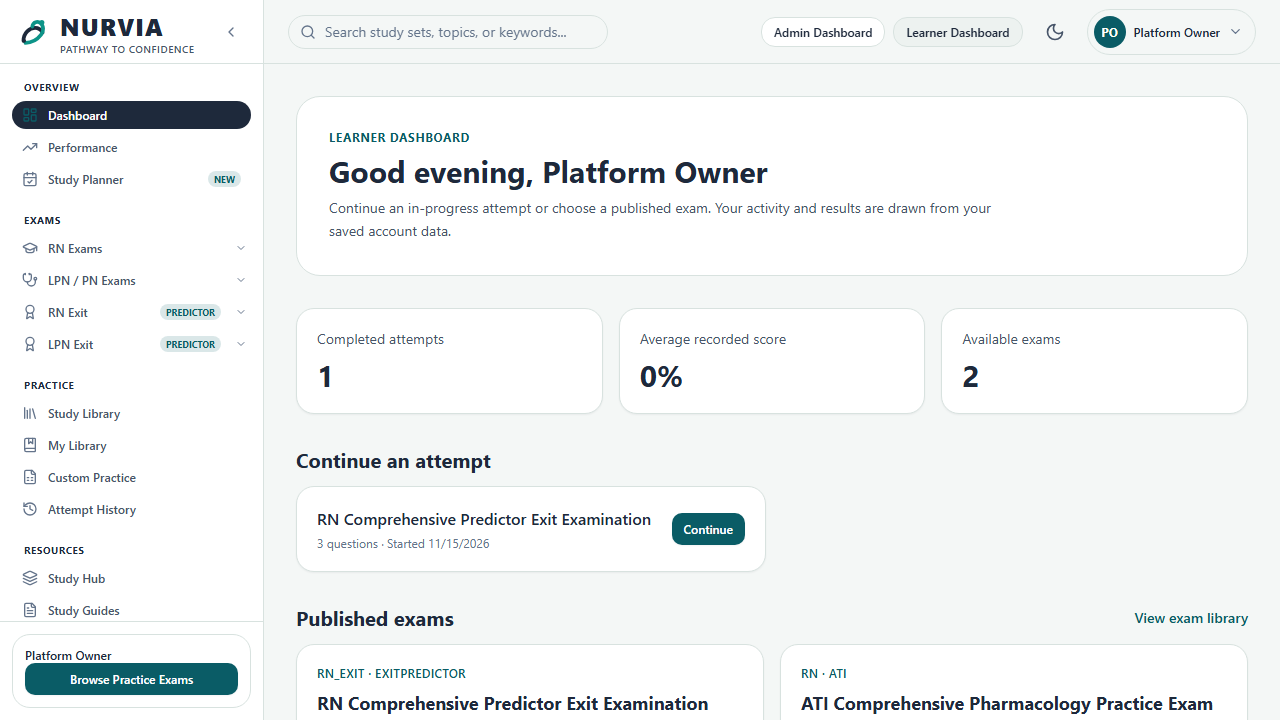 NURVIA
PATHWAY TO CONFIDENCE
Search study sets, topics, or keywords...
Admin Dashboard
Learner Dashboard
PO
Platform Owner
OVERVIEW
Dashboard
Performance
Study Planner
NEW
EXAMS
RN Exams
LPN / PN Exams
RN Exit
PREDICTOR
LPN Exit
PREDICTOR
PRACTICE
Study Library
My Library
Custom Practice
Attempt History
RESOURCES
Study Hub
Study Guides
Platform Owner
Browse Practice Exams
LEARNER DASHBOARD
Good evening, Platform Owner
Continue an in-progress attempt or choose a published exam. Your activity and results are drawn from your
saved account data.
Completed attempts
1
Average recorded score
0%
Available exams
2
Continue an attempt
RN Comprehensive Predictor Exit Examination
3 questions · Started 11/15/2026
Continue
Published exams
View exam library
RN_EXIT · EXITPREDICTOR
RN Comprehensive Predictor Exit Examination
RN · ATI
ATI Comprehensive Pharmacology Practice Exam